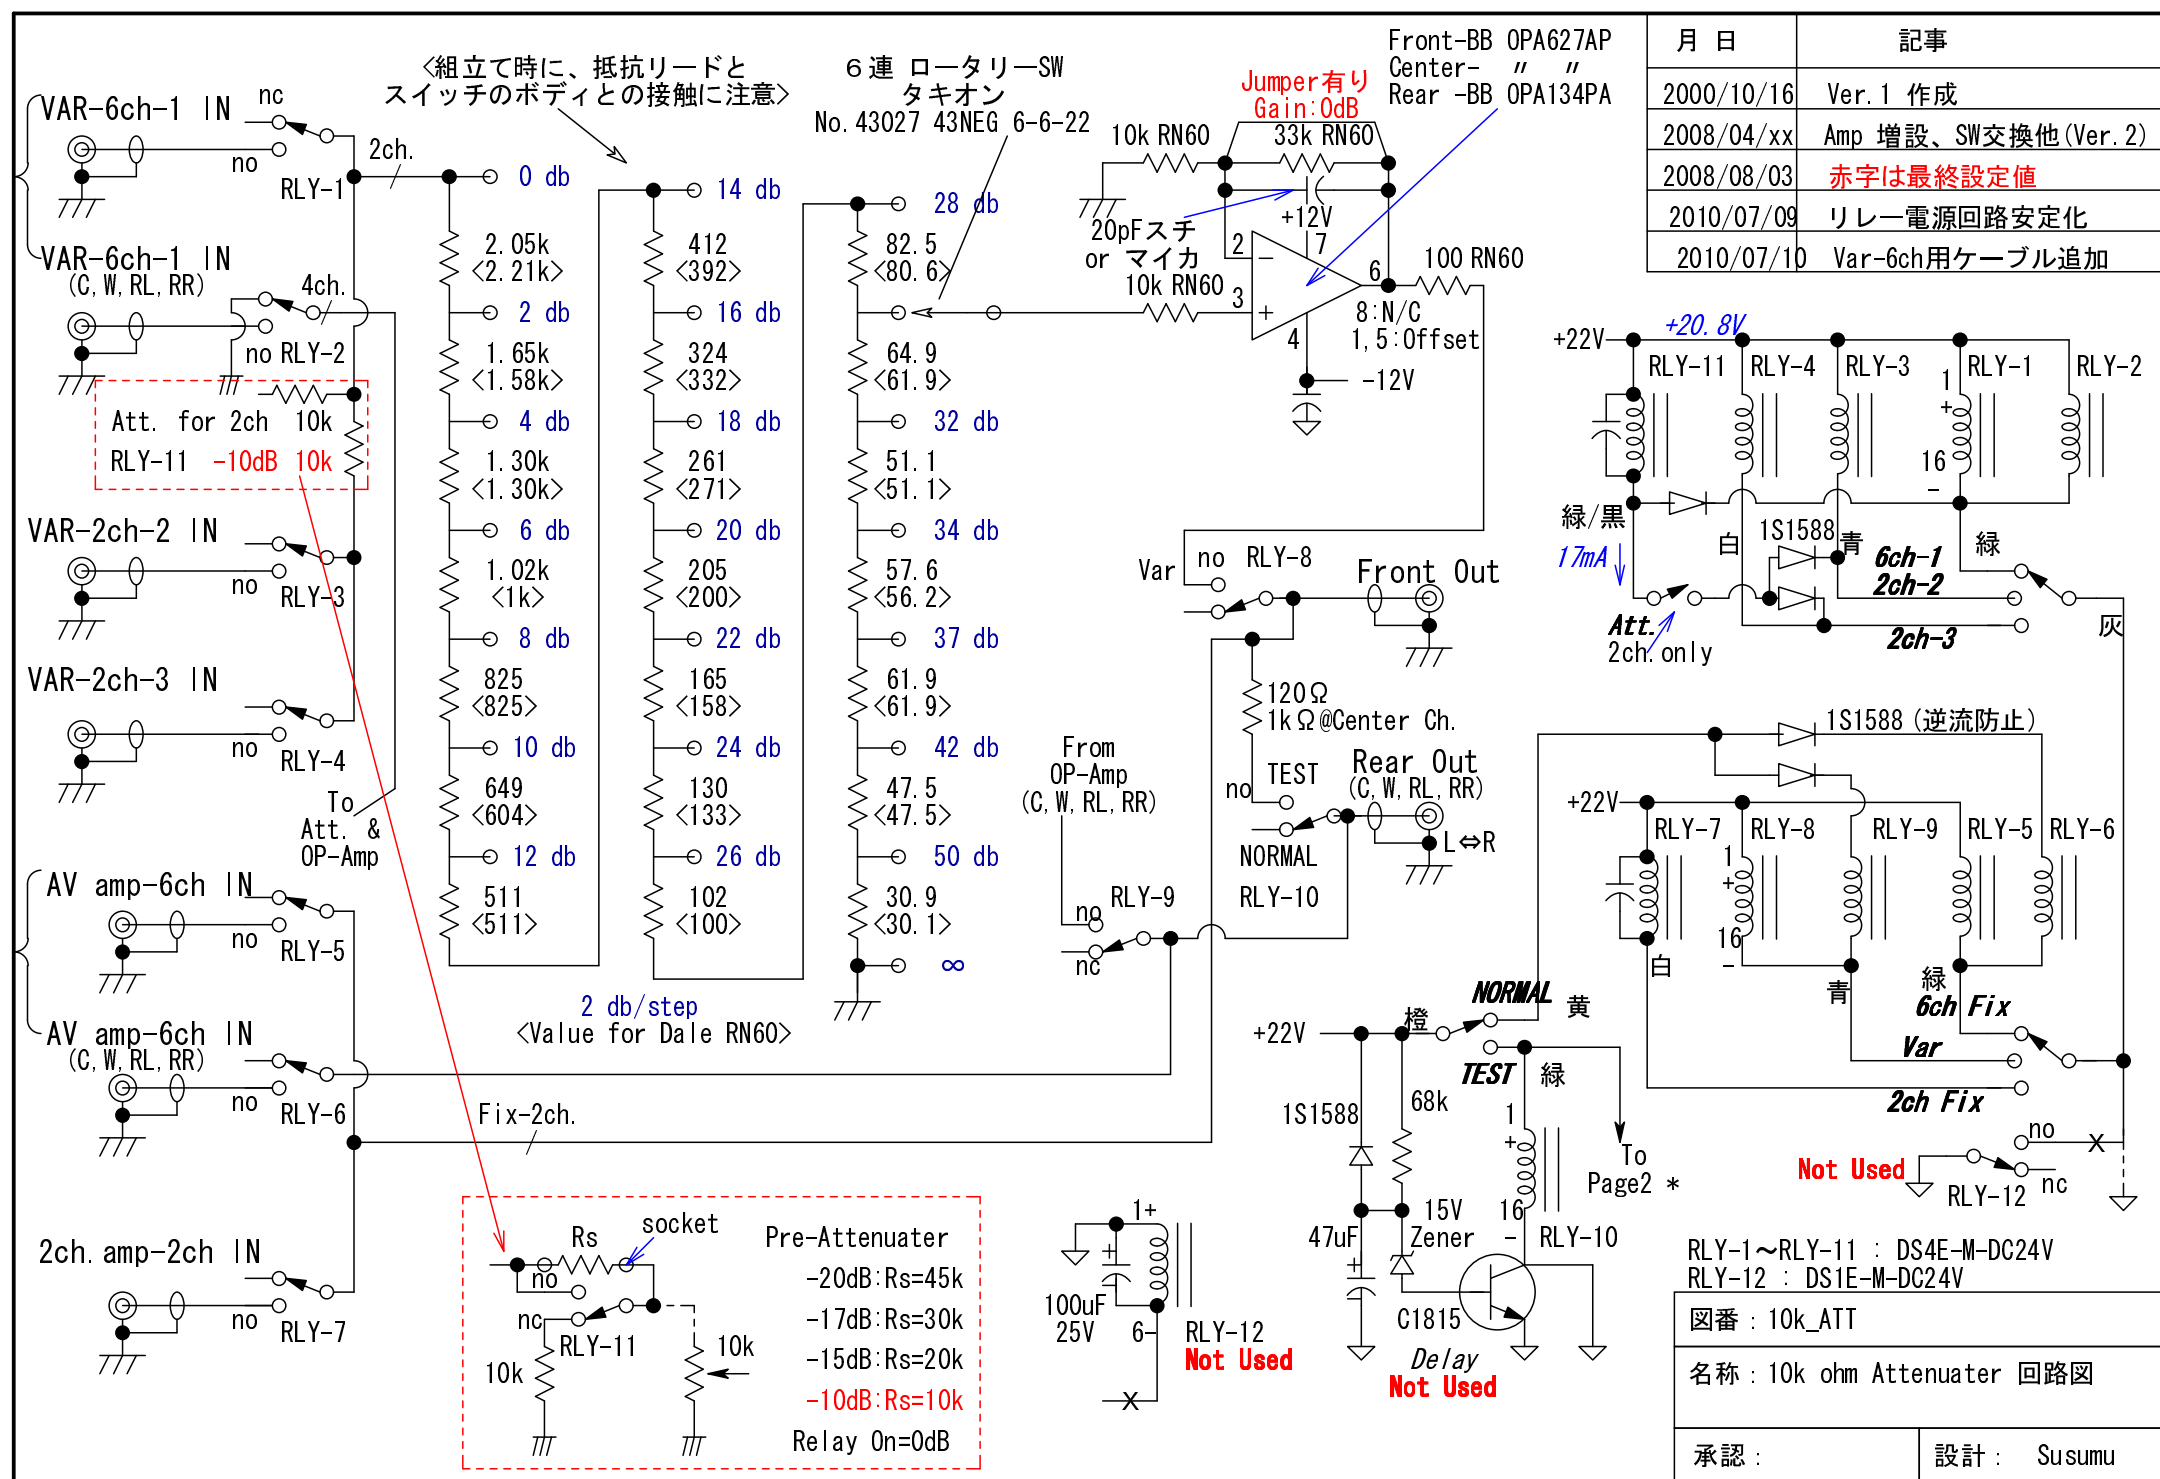 VAR-6ch-1 IN
nc
no
RLY-1
2ch.
VAR-6ch-1 IN
(C,W,RL,RR)
4ch.
no RLY-2
Att. for 2ch 10k
RLY-11 -10dB 10k
VAR-2ch-2 IN
no
RLY-3
VAR-2ch-3 IN
no
RLY-4
To
Att. &
OP-Amp
AV amp-6ch IN
no
RLY-5
AV amp-6ch IN
(C,W,RL,RR)
no
RLY-6
Fix-2ch.
2ch.amp-2ch IN
no
RLY-7
<組立て時に、抵抗リードと
スイッチのボディとの接触に注意>
6連 ロータリーSW
タキオン
No.43027 43NEG 6-6-22
0 db
2.05k
<2.21k>
2 db
1.65k
<1.58k>
4 db
1.30k
<1.30k>
6 db
1.02k
<1k>
8 db
825
<825>
10 db
649
<604>
12 db
511
<511>
14 db
412
<392>
16 db
324
<332>
18 db
261
<271>
20 db
205
<200>
22 db
165
<158>
24 db
130
<133>
26 db
102
<100>
28 db
82.5
<80.6>
64.9
<61.9>
32 db
51.1
<51.1>
34 db
57.6
<56.2>
37 db
61.9
<61.9>
42 db
47.5
<47.5>
50 db
30.9
<30.1>
∞
2 db/step
<Value for Dale RN60>
Front-BB OPA627AP
Center- 〃 〃
Rear -BB OPA134PA
Jumper有り
Gain:0dB
10k RN60
33k RN60
20pFスチ
or マイカ
+12V
10k RN60
2
-
3
+
7
6
4
100 RN60
8:N/C
1,5:Offset
-12V
Var
no
RLY-8
Front Out
120Ω
1kΩ@Center Ch.
From
OP-Amp
(C,W,RL,RR)
no
TEST
Rear Out
(C,W,RL,RR)
NORMAL
L⇔R
RLY-10
no
nc
RLY-9
月 日
記事
2000/10/16 Ver.1 作成
2008/04/xx Amp 増設、SW交換他(Ver.2)
2008/08/03 赤字は最終設定値
2010/07/09 リレー電源回路安定化
2010/07/10 Var-6ch用ケーブル追加
+22V
+20.8V
RLY-11
RLY-4
RLY-3
RLY-1
RLY-2
1
+
16
-
緑/黒
17mA
白
1S1588
青
緑
6ch-1
2ch-2
2ch-3
灰
Att.
2ch.only
1S1588(逆流防止)
+22V
RLY-7
RLY-8
RLY-9
RLY-5
RLY-6
1
+
16
-
白
青
緑
6ch Fix
Var
2ch Fix
no
X
nc
Not Used
RLY-12
+22V
橙
NORMAL 黄
TEST 緑
1S1588
68k
1
+
16
-
RLY-10
To
Page2 *
47uF
+
15V
Zener
C1815
Delay
Not Used
Rs
socket
no
nc
RLY-11
10k
10k
Pre-Attenuater
-20dB:Rs=45k
-17dB:Rs=30k
-15dB:Rs=20k
-10dB:Rs=10k
Relay On=0dB
1+
+
100uF
25V
6-
RLY-12
Not Used
X
RLY-1～RLY-11 : DS4E-M-DC24V
RLY-12 : DS1E-M-DC24V
図番：10k_ATT
名称：10k ohm Attenuater 回路図
承認：
設計： Susumu